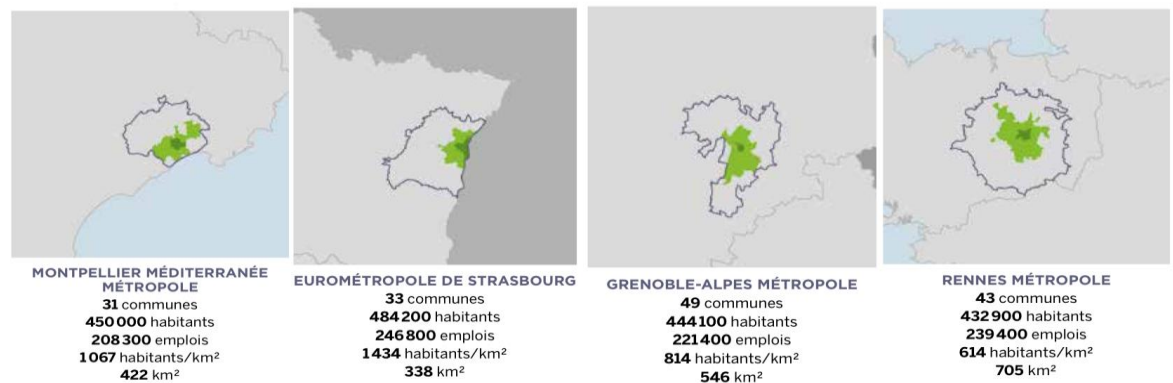 MONTPELLIER MÉDITERRANÉE
MÉTROPOLE
31 communes
450 000 habitants
208 300 emplois
1 067 habitants/km²
422 km²
EUROMÉTROPOLE DE STRASBOURG
33 communes
484 200 habitants
246 800 emplois
1 434 habitants/km²
338 km²
GRENOBLE-ALPES MÉTROPOLE
49 communes
444 100 habitants
221 400 emplois
814 habitants/km²
546 km²
RENNES MÉTROPOLE
43 communes
432 900 habitants
239 400 emplois
614 habitants/km²
705 km²